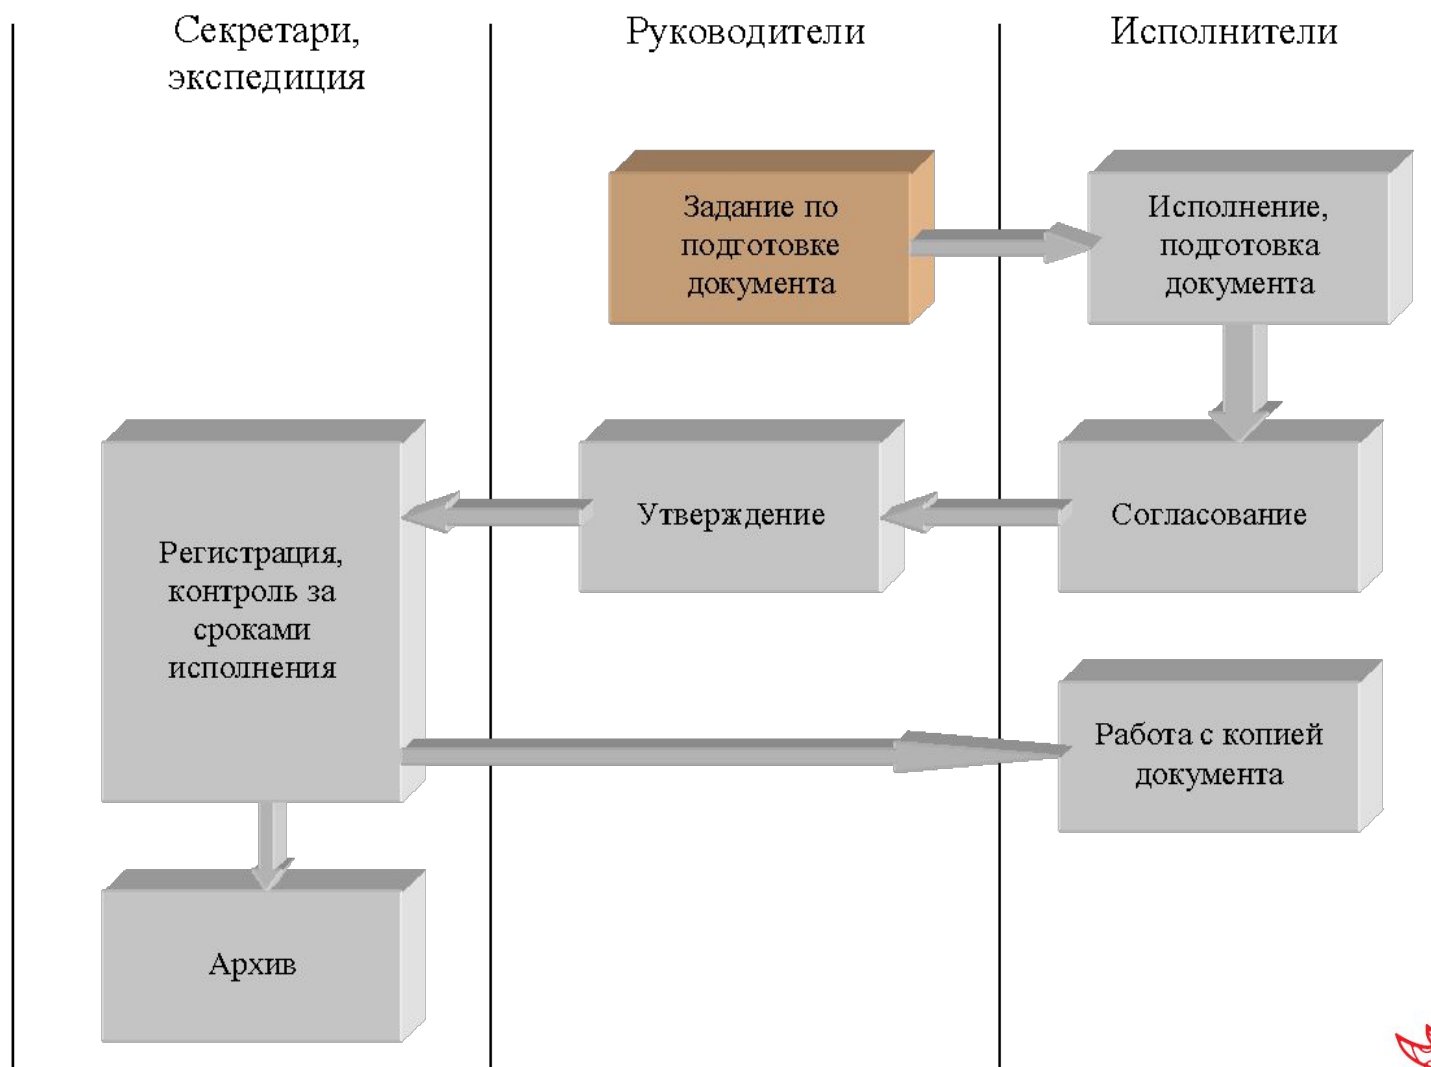 Секретари,
экспедиция
Руководители
Исполнители
Задание по
подготовке
документа
Исполнение,
подготовка
документа
Регистрация,
контроль за
сроками
исполнения
Утверждение
Согласование
Работа с копией
документа
Архив